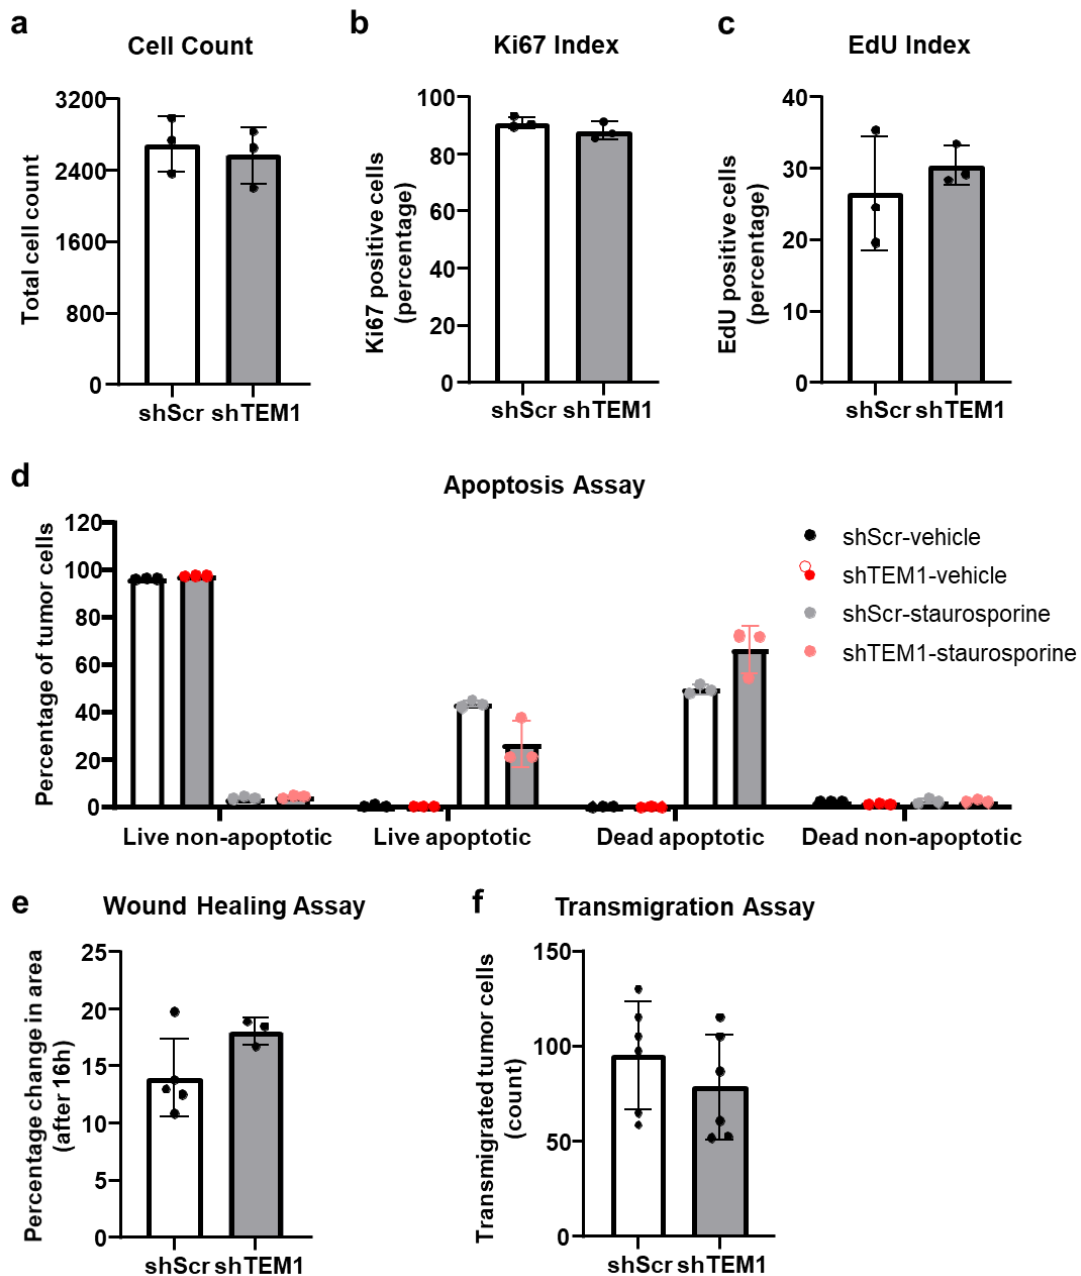 a
Cell Count
Total cell count
3200
2400
1600
800
0
shScr shTEM1
b
Ki67 Index
Ki67 positive cells
(percentage)
100
80
60
40
20
0
shScr shTEM1
c
EdU Index
EdU positive cells
(percentage)
40
30
20
10
0
shScr shTEM1
d
Apoptosis Assay
Percentage of tumor cells
120
100
80
60
40
20
0
Live non-apoptotic
Live apoptotic
Dead apoptotic
Dead non-apoptotic
shScr-vehicle
shTEM1-vehicle
shScr-staurosporine
shTEM1-staurosporine
e
Wound Healing Assay
Percentage change in area
(after 16h)
25
20
15
10
5
0
shScr shTEM1
f
Transmigration Assay
Transmigrated tumor cells
(count)
150
100
50
0
shScr shTEM1